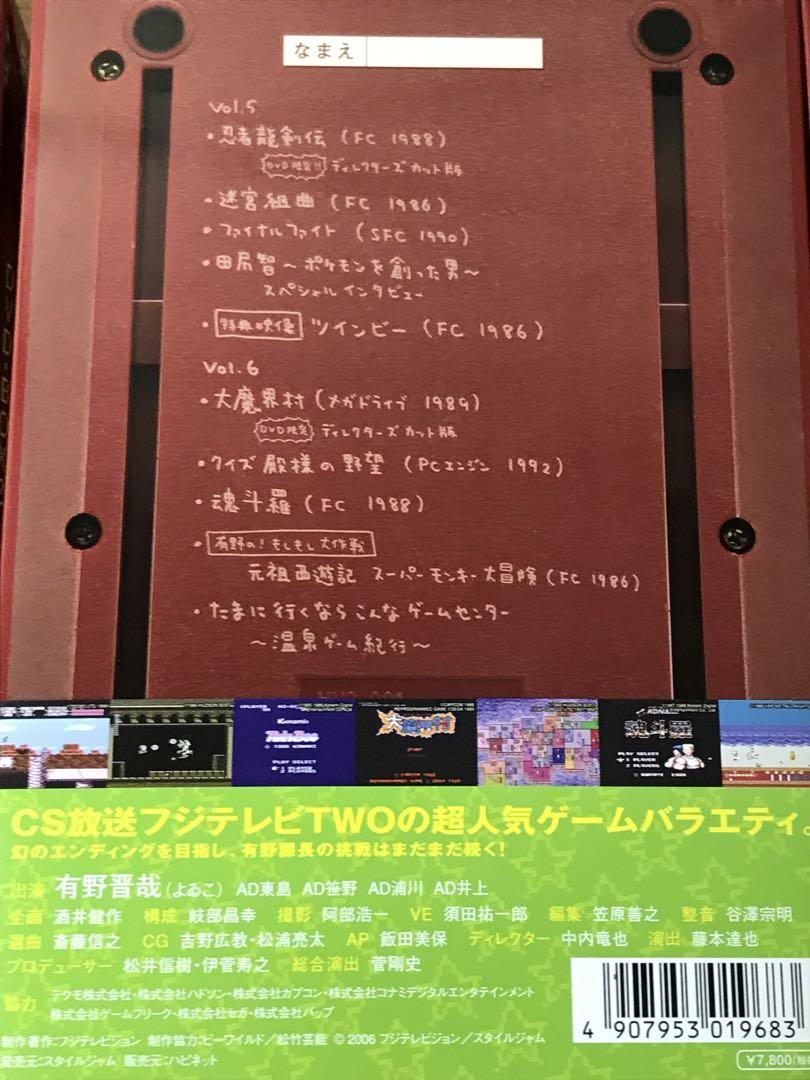 なまえ
Vol.5
・忍者龍剣伝（FC 1988）
DVD限定!! ディレクターズカット版
・迷宮組曲（FC 1986）
・ファイナルファイト（SFC 1990）
・田尻智〜ポケモンを創った男〜
スペシャルインタビュー
・特典映像 ツインビー（FC 1986）
Vol.6
・大魔界村（メガドライブ 1989）
DVD限定 ディレクターズカット版
・クイズ殿様の野望（PCエンジン 1992）
・魂斗羅（FC 1988）
・有野の！もしもし大作戦
元祖西遊記 スーパーモンキー大冒険（FC 1986）
・たまに行くならこんなゲームセンター
〜温泉ゲーム紀行〜
Konami
TwinBee
PLAY SELECT
1 PLAYER
2 PLAYERS
魂斗羅
PLAY SELECT
1 PLAYER
2 PLAYERS
CS放送フジテレビTWOの超人気ゲームバラエティ。
幻のエンディングを目指し、有野課長の挑戦はまだまだ続く！
出演 有野晋哉（よゐこ） AD東島 AD笹野 AD浦川 AD井上
企画 酒井健作 構成 岐部昌幸 撮影 阿部浩一 VE 須田祐一郎 編集 笠原善之 整音 谷澤宗明
選曲 斎藤信之 CG 吉野広教・松浦亮太 AP 飯田美保 ディレクター 中内竜也 演出 藤本達也
プロデューサー 松井信樹・伊菅寿之 総合演出 菅剛史
協力 テクモ株式会社・株式会社ハドソン・株式会社カプコン・株式会社コナミデジタルエンタテインメント
株式会社ゲームフリーク・株式会社セガ・株式会社バップ
制作著作:フジテレビジョン 制作協力:ビーワイルド／松竹芸能 © 2006 フジテレビジョン／スタイルジャム
発売元:スタイルジャム 販売元:ハピネット
4 907953 019683
¥7,800